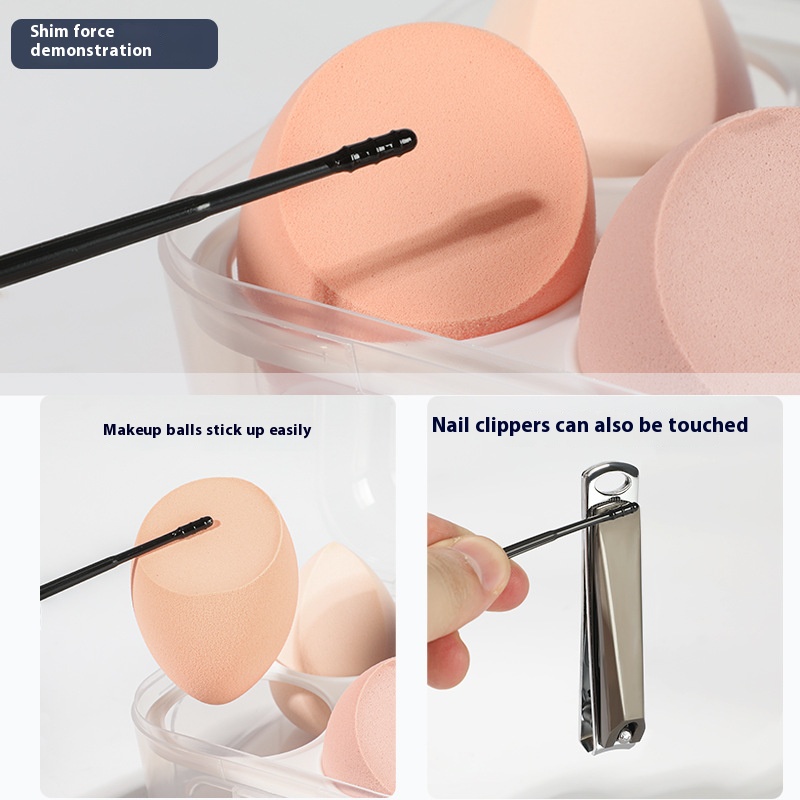 Shim force
demonstration
Makeup balls stick up easily
Nail clippers can also be touched